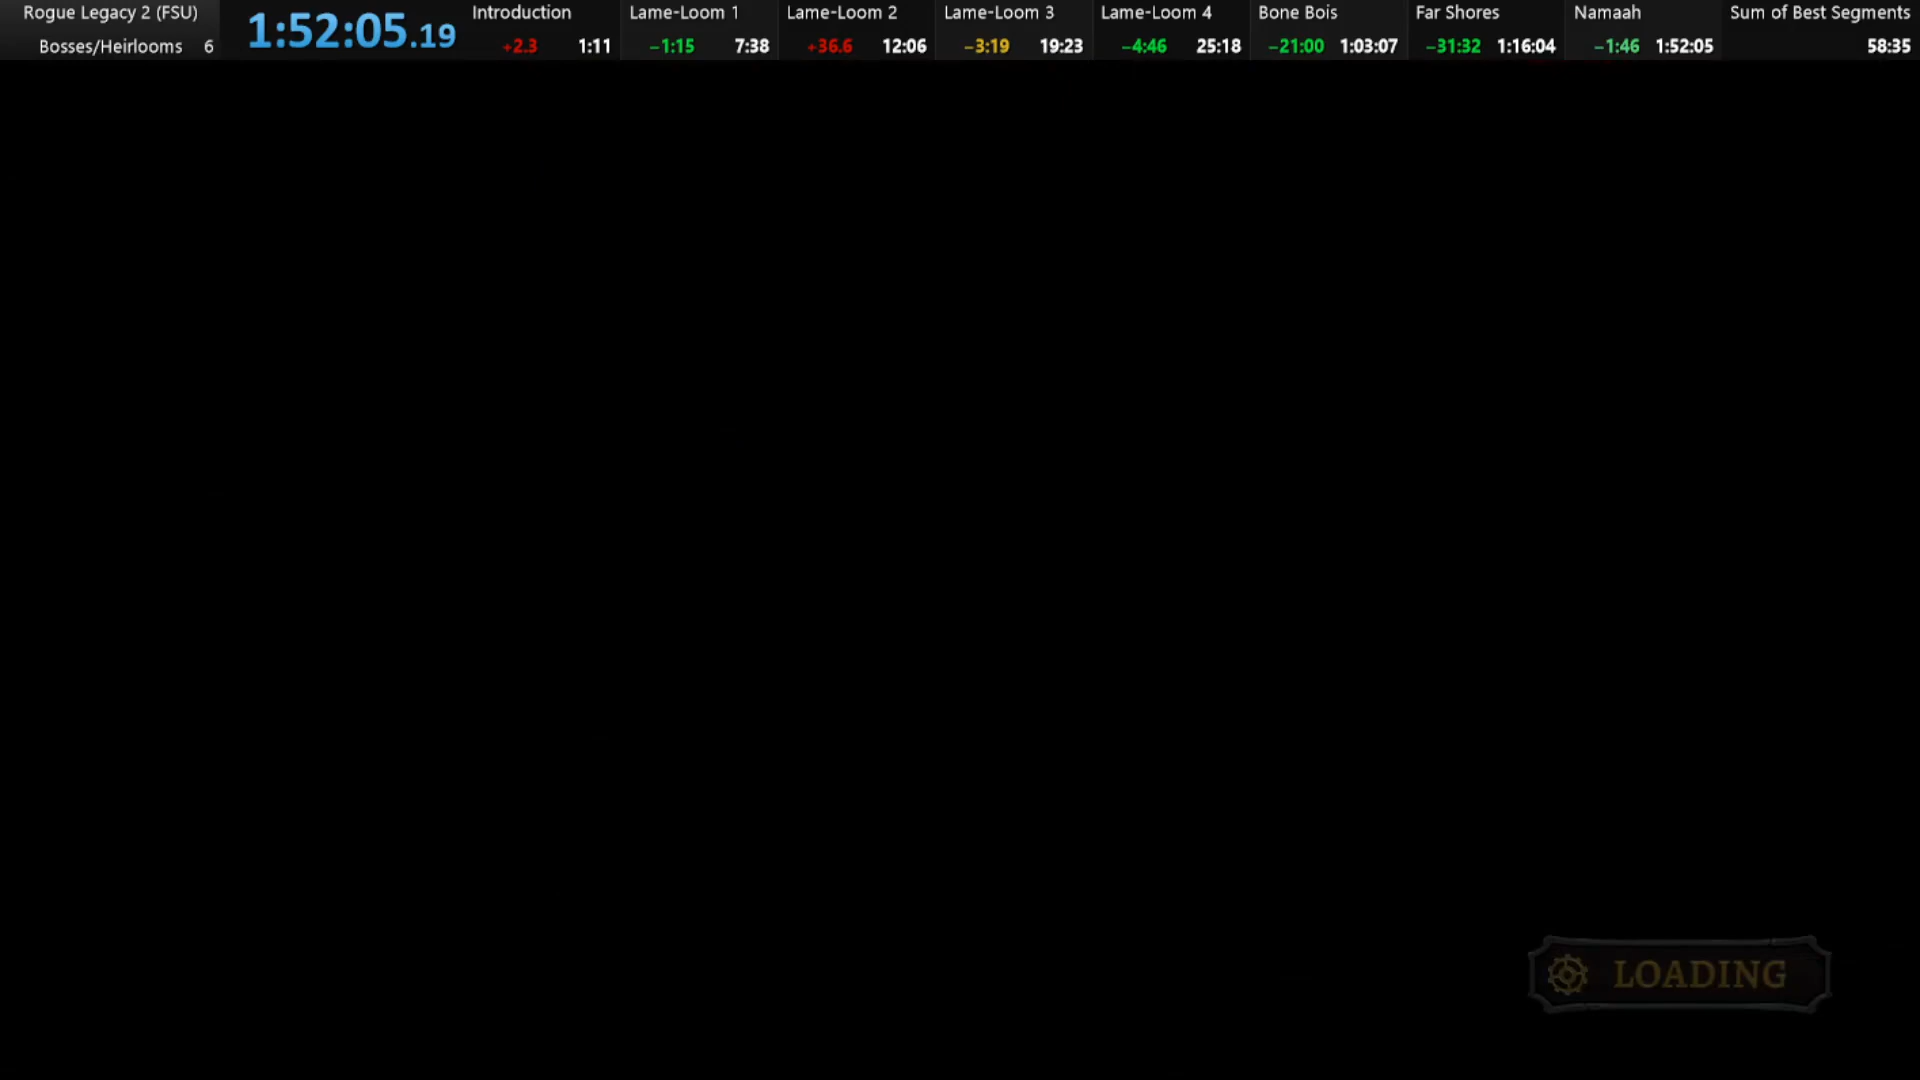 Rogue Legacy 2 (FSU)
Bosses/Heirlooms 6
1:52:05.19
Introduction
+2.3 1:11
Lame-Loom 1
−1:15 7:38
Lame-Loom 2
+36.6 12:06
Lame-Loom 3
−3:19 19:23
Lame-Loom 4
−4:46 25:18
Bone Bois
−21:00 1:03:07
Far Shores
−31:32 1:16:04
Namaah
−1:46 1:52:05
Sum of Best Segments
58:35
LOADING